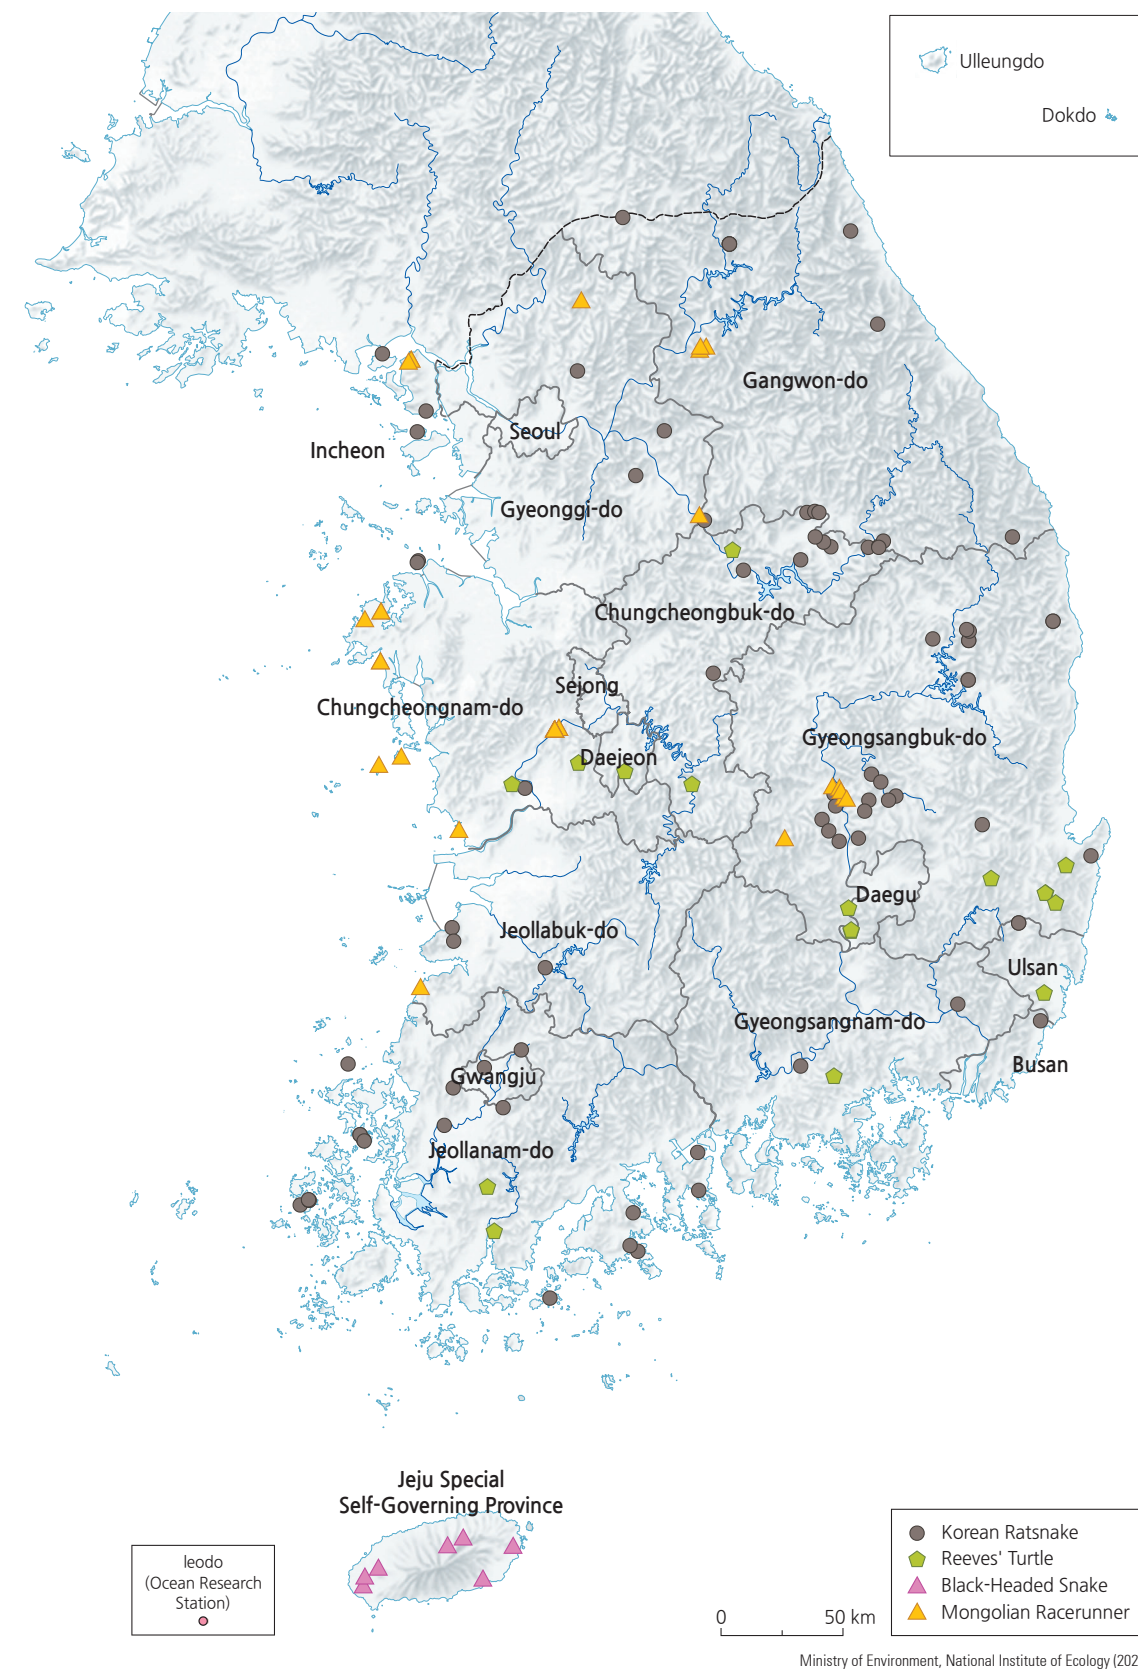 Ulleungdo
Dokdo
Gangwon-do
Seoul
Incheon
Gyeonggi-do
Chungcheongbuk-do
Sejong
Chungcheongnam-do
Gyeongsangbuk-do
Daejeon
Daegu
Jeollabuk-do
Ulsan
Gyeongsangnam-do
Busan
Gwangju
Jeollanam-do
Jeju Special
Self-Governing Province
Ieodo
(Ocean Research
Station)
Korean Ratsnake
Reeves' Turtle
Black-Headed Snake
Mongolian Racerunner
0 50 km
Ministry of Environment, National Institute of Ecology (202